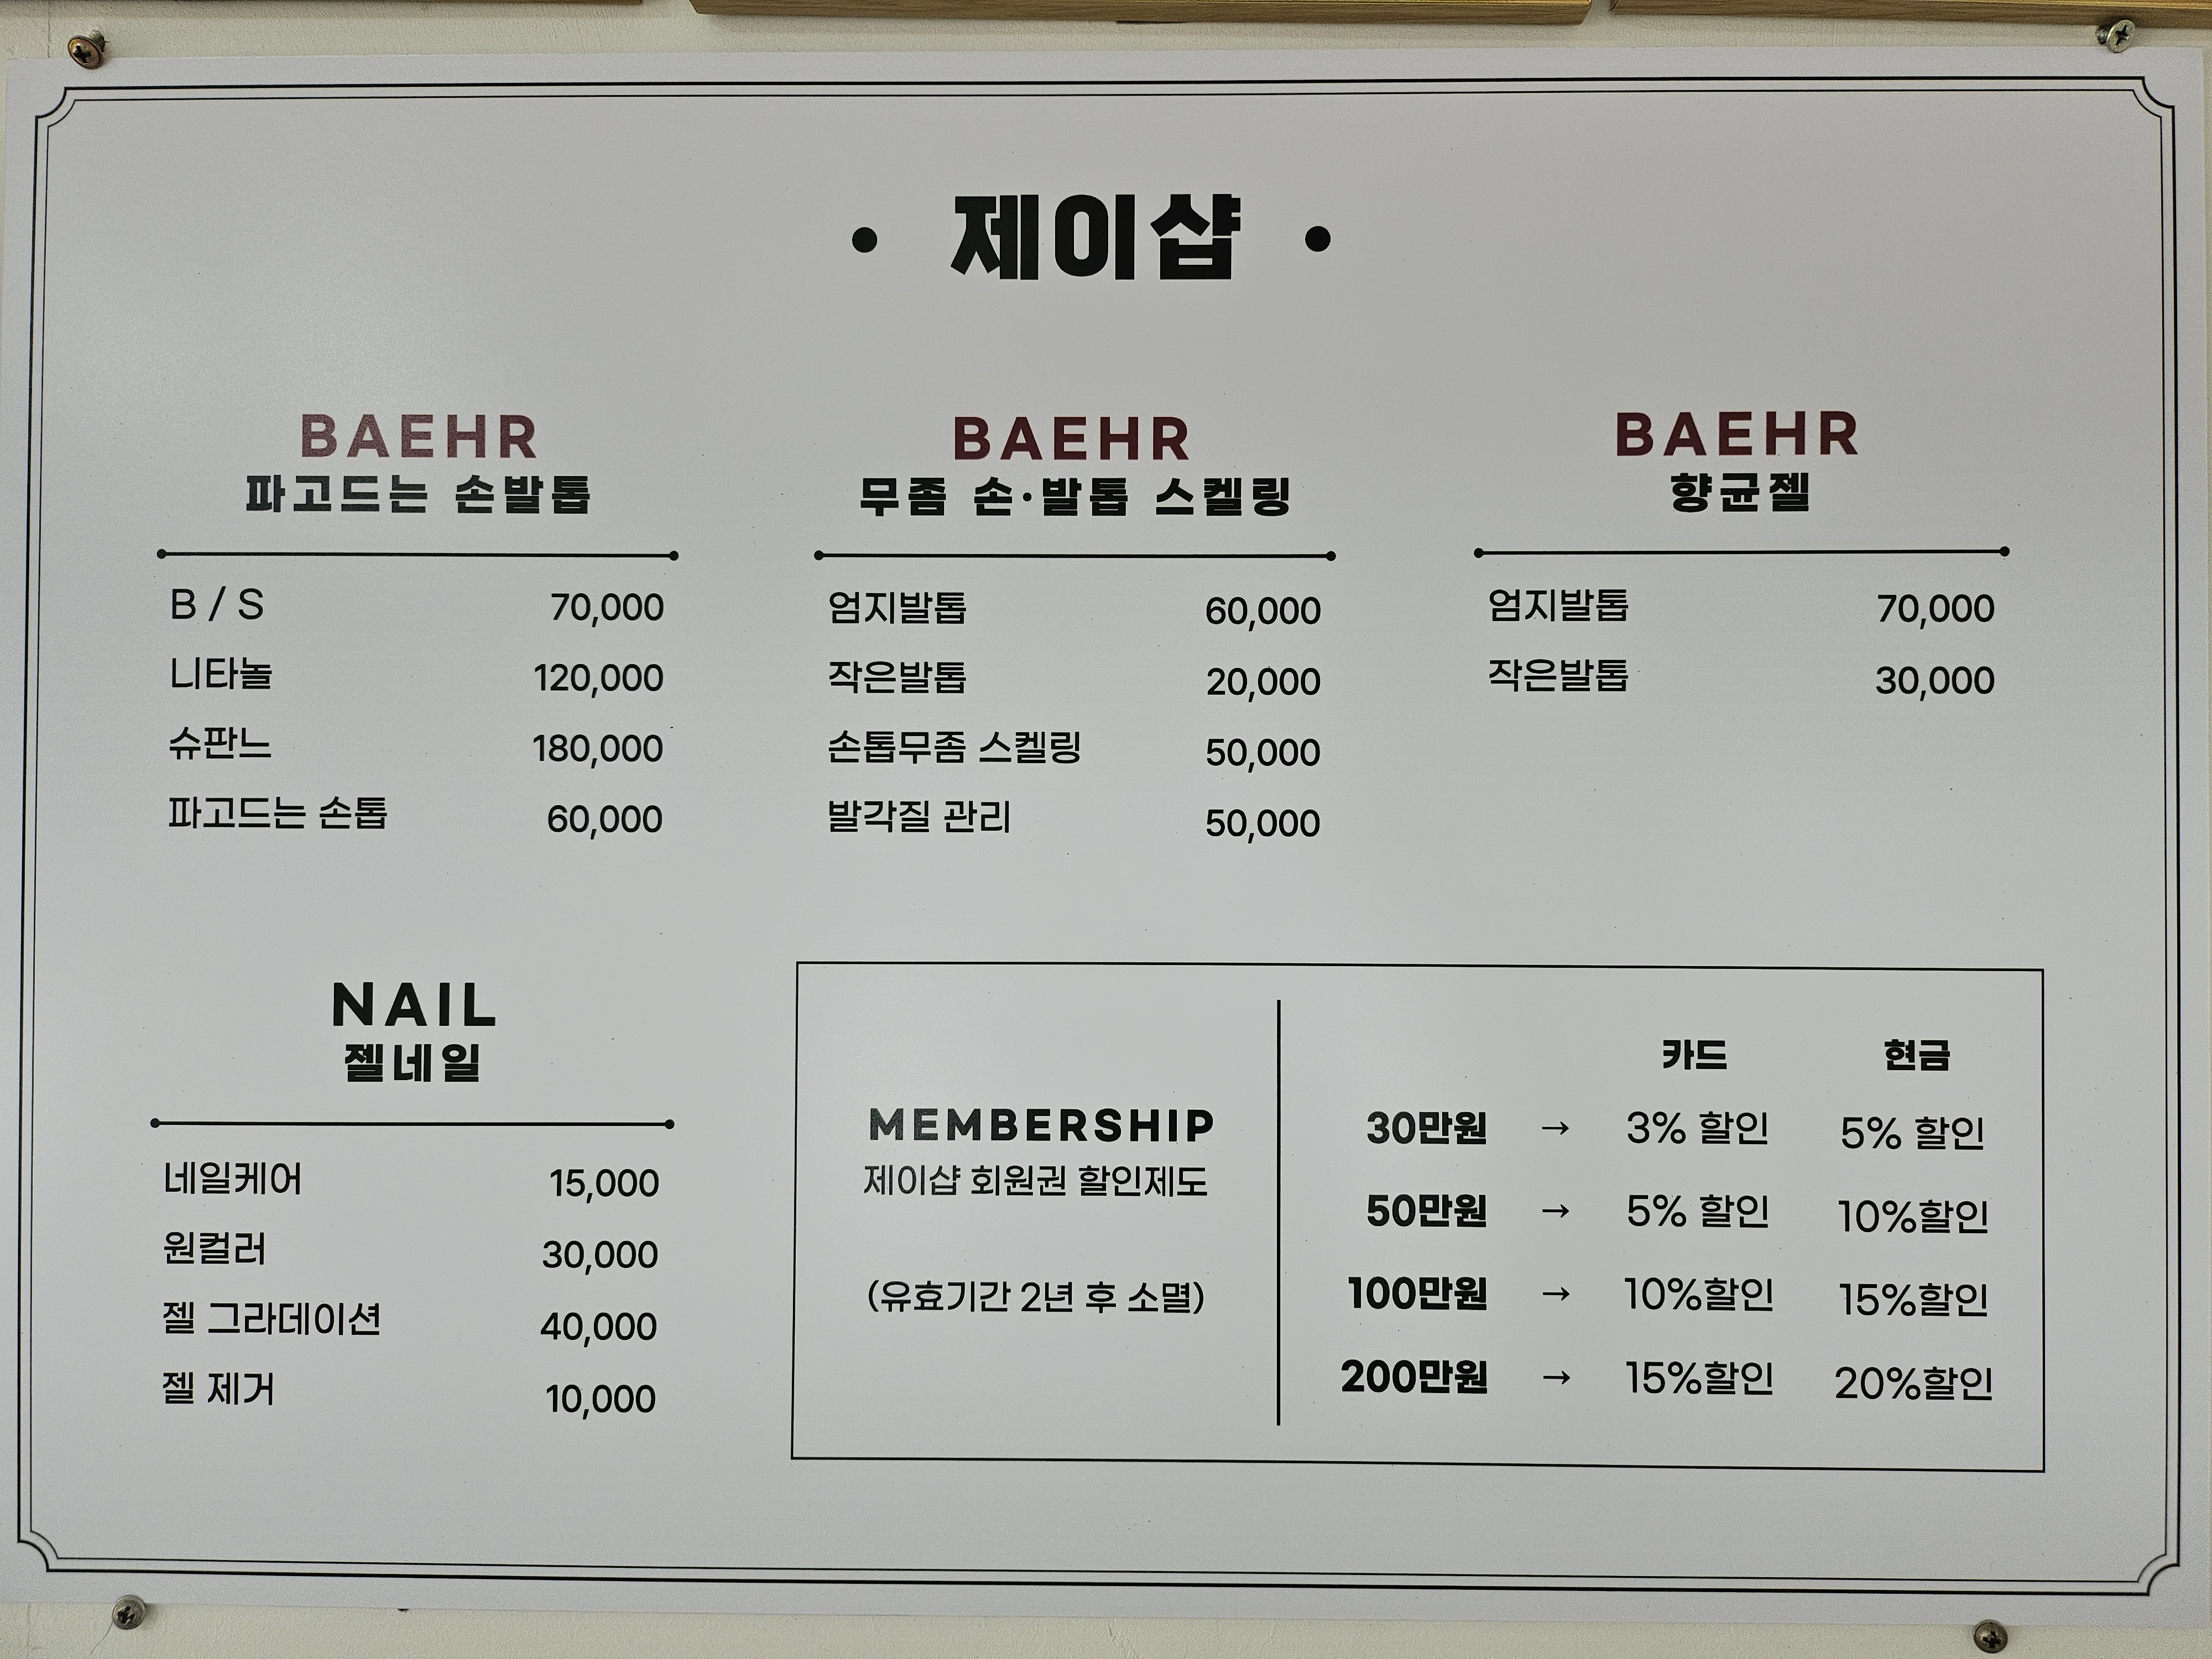 • 제이샵 •
BAEHR
파고드는 손발톱
B / S 70,000
니타놀 120,000
슈판느 180,000
파고드는 손톱 60,000
BAEHR
무좀 손·발톱 스켈링
엄지발톱 60,000
작은발톱 20,000
손톱무좀 스켈링 50,000
발각질 관리 50,000
BAEHR
향균젤
엄지발톱 70,000
작은발톱 30,000
NAIL
젤네일
네일케어 15,000
원컬러 30,000
젤 그라데이션 40,000
젤 제거 10,000
MEMBERSHIP
제이샵 회원권 할인제도
(유효기간 2년 후 소멸)
카드 현금
30만원 → 3% 할인 5% 할인
50만원 → 5% 할인 10%할인
100만원 → 10%할인 15%할인
200만원 → 15%할인 20%할인